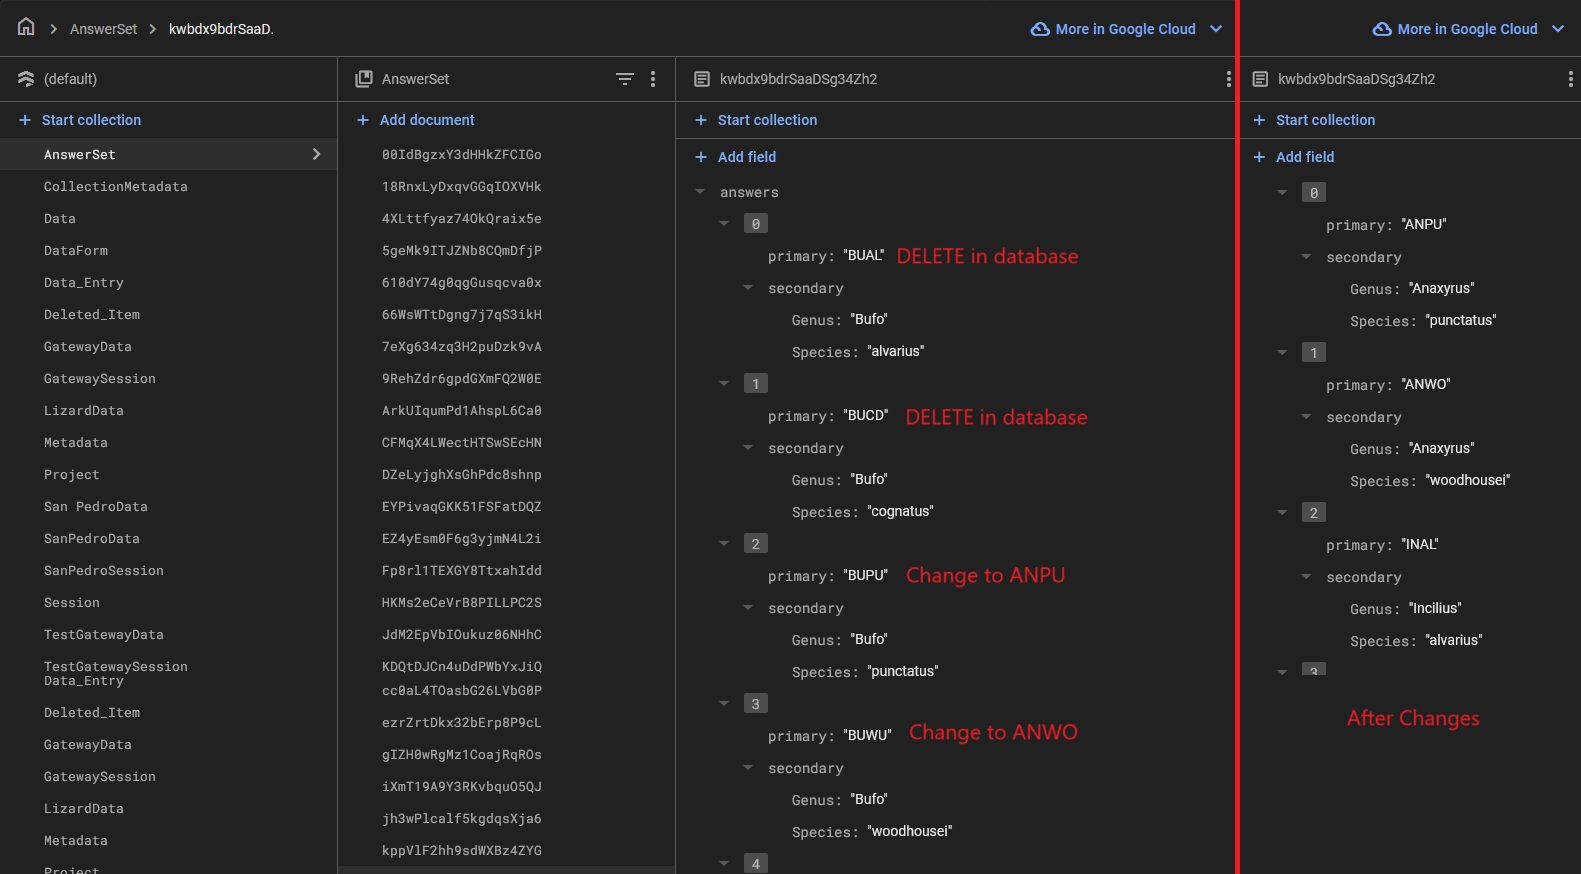 AnswerSet
kwbdx9bdrSaaD.
More in Google Cloud
More in Google Cloud
(default)
AnswerSet
kwbdx9bdrSaaDSg34Zh2
kwbdx9bdrSaaDSg34Zh2
+ Start collection
+ Add document
+ Start collection
+ Start collection
AnswerSet
CollectionMetadata
Data
DataForm
Data_Entry
Deleted_Item
GatewayData
GatewaySession
LizardData
Metadata
Project
San PedroData
SanPedroData
SanPedroSession
Session
TestGatewayData
TestGatewaySession
Data_Entry
Deleted_Item
GatewayData
GatewaySession
LizardData
Metadata
Project
00IdBgzxY3dHHkZFCIGo
18RnxLyDxqvGGqIOXVHk
4XLttfyaz74OkQraix5e
5geMk9ITJZNb8CQmDfjP
610dY74g0qgGusqcva0x
66WsWTtDgng7j7qS3ikH
7eXg634zq3H2puDzk9vA
9RehZdr6gpdGXmFQ2W0E
ArkUIqumPd1AhspL6Ca0
CFMqX4LWectHTSwSEcHN
DZeLyjghXsGhPdc8shnp
EYPivaqGKK51FSFatDQZ
EZ4yEsm0F6g3yjmN4L2i
Fp8rl1TEXGY8TtxahIdd
HKMs2eCeVrB8PILLPC2S
JdM2EpVbIOukuz06NHhC
KDQtDJCn4uDdPWbYxJiQ
cc0aL4TOasbG26LVbG0P
ezrZrtDkx32bErp8P9cL
gIZH0wRgMz1CoajRqROs
iXmT19A9Y3RKvbquO5QJ
jh3wPlcalf5kgdqsXja6
kppVlF2hh9sdWXBz4ZYG
+ Add field
answers
0
primary: "BUAL" DELETE in database
secondary
Genus: "Bufo"
Species: "alvarius"
1
primary: "BUCD" DELETE in database
secondary
Genus: "Bufo"
Species: "cognatus"
2
primary: "BUPU" Change to ANPU
secondary
Genus: "Bufo"
Species: "punctatus"
3
primary: "BUWU" Change to ANWO
secondary
Genus: "Bufo"
Species: "woodhousei"
4
+ Add field
0
primary: "ANPU"
secondary
Genus: "Anaxyrus"
Species: "punctatus"
1
primary: "ANWO"
secondary
Genus: "Anaxyrus"
Species: "woodhousei"
2
primary: "INAL"
secondary
Genus: "Incilius"
Species: "alvarius"
3
After Changes